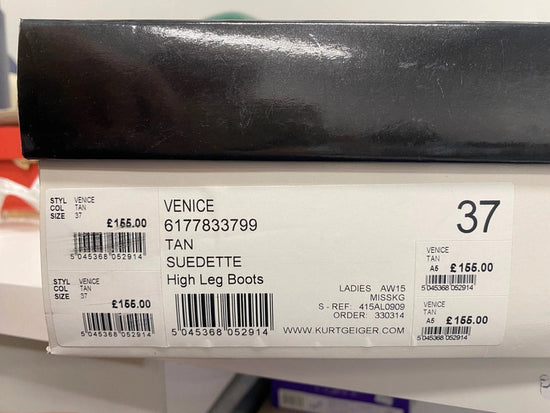 STYL VENICE
COL TAN
SIZE 37
£155.00
5 045368 052914
STYL VENICE
COL TAN
SIZE 37
£155.00
5 045368 052914
VENICE
6177833799
TAN
SUEDETTE
High Leg Boots
5 045368 052914
37
LADIES AW15
MISSKG
S - REF: 415AL0909
ORDER: 330314
WWW.KURTGEIGER.COM
VENICE
TAN
A5 £155.00
5 045368 052914
VENICE
TAN
A5 £155.00
5 045368 052914